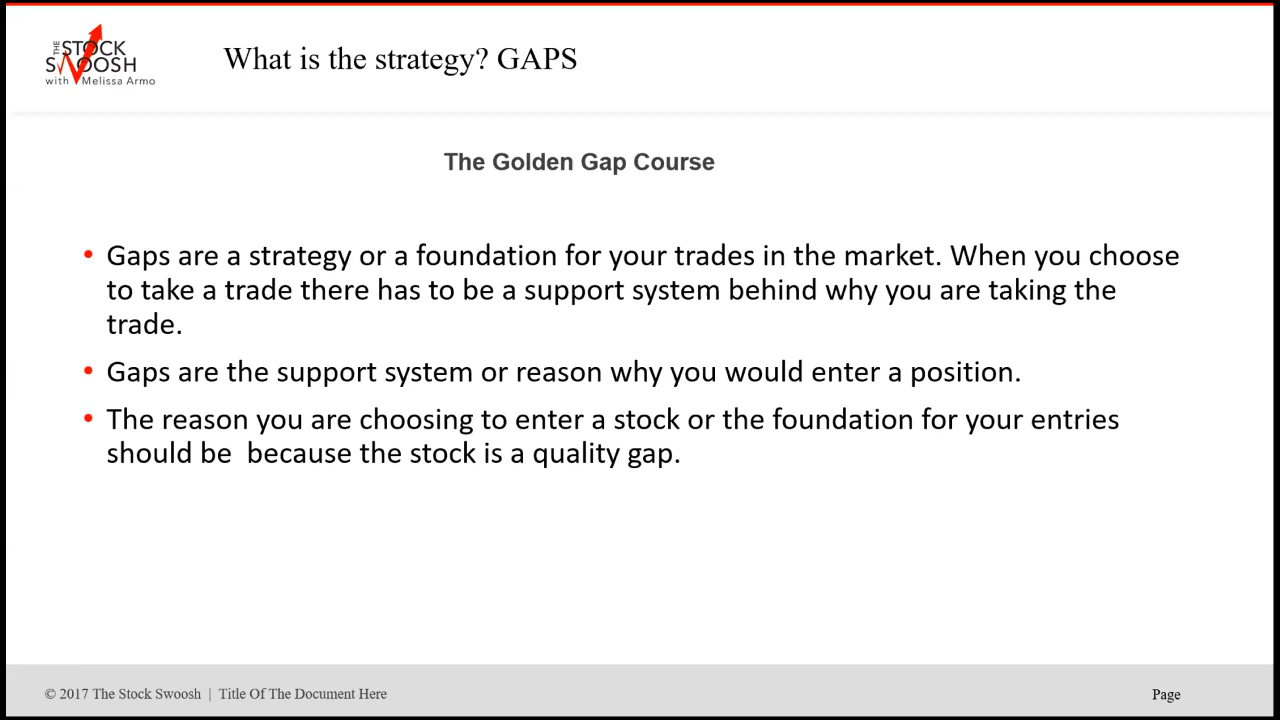 THE STOCK
SWOOSH
with Melissa Armo
What is the strategy? GAPS
The Golden Gap Course
• Gaps are a strategy or a foundation for your trades in the market. When you choose
to take a trade there has to be a support system behind why you are taking the
trade.
• Gaps are the support system or reason why you would enter a position.
• The reason you are choosing to enter a stock or the foundation for your entries
should be  because the stock is a quality gap.
© 2017 The Stock Swoosh | Title Of The Document Here
Page